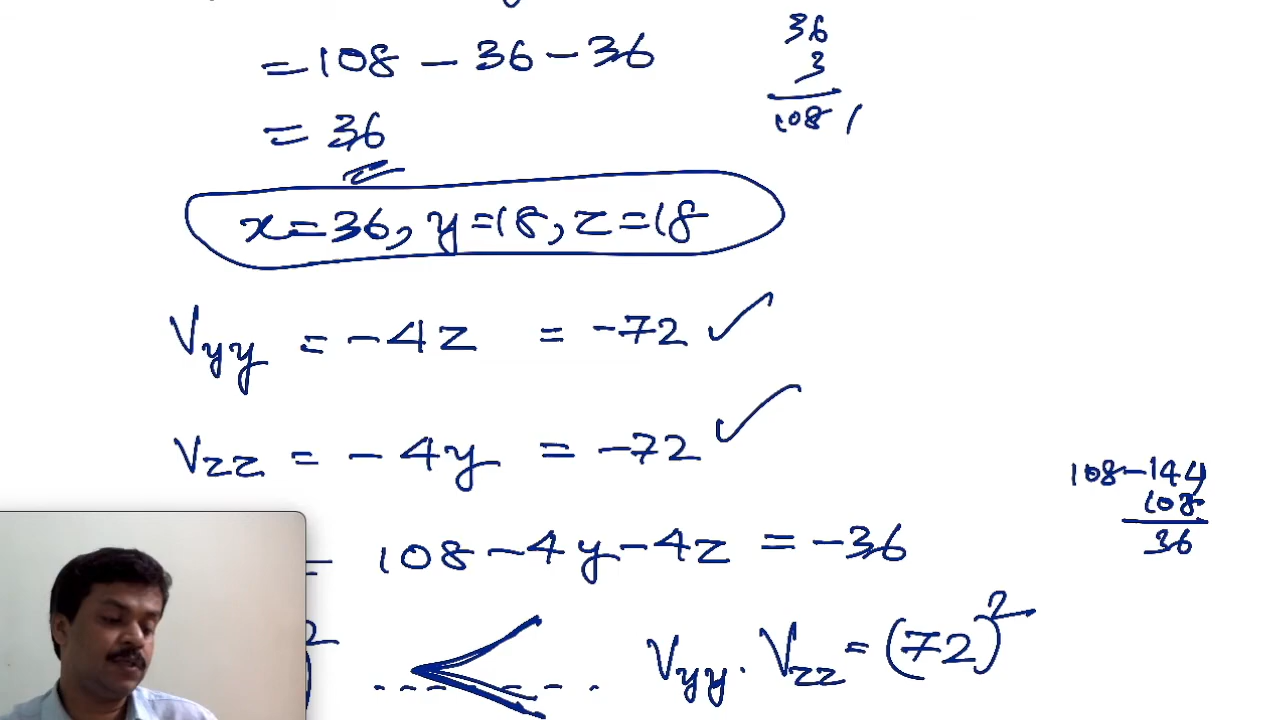 = 108 - 36 - 36
= 36
36
3
108
x = 36, y = 18, z = 18
Vyy = -4z = -72 ✓
Vzz = -4y = -72 ✓
108 - 144
108
36
= 108 - 4y - 4z = -36
2 < Vyy . Vzz = (72)²